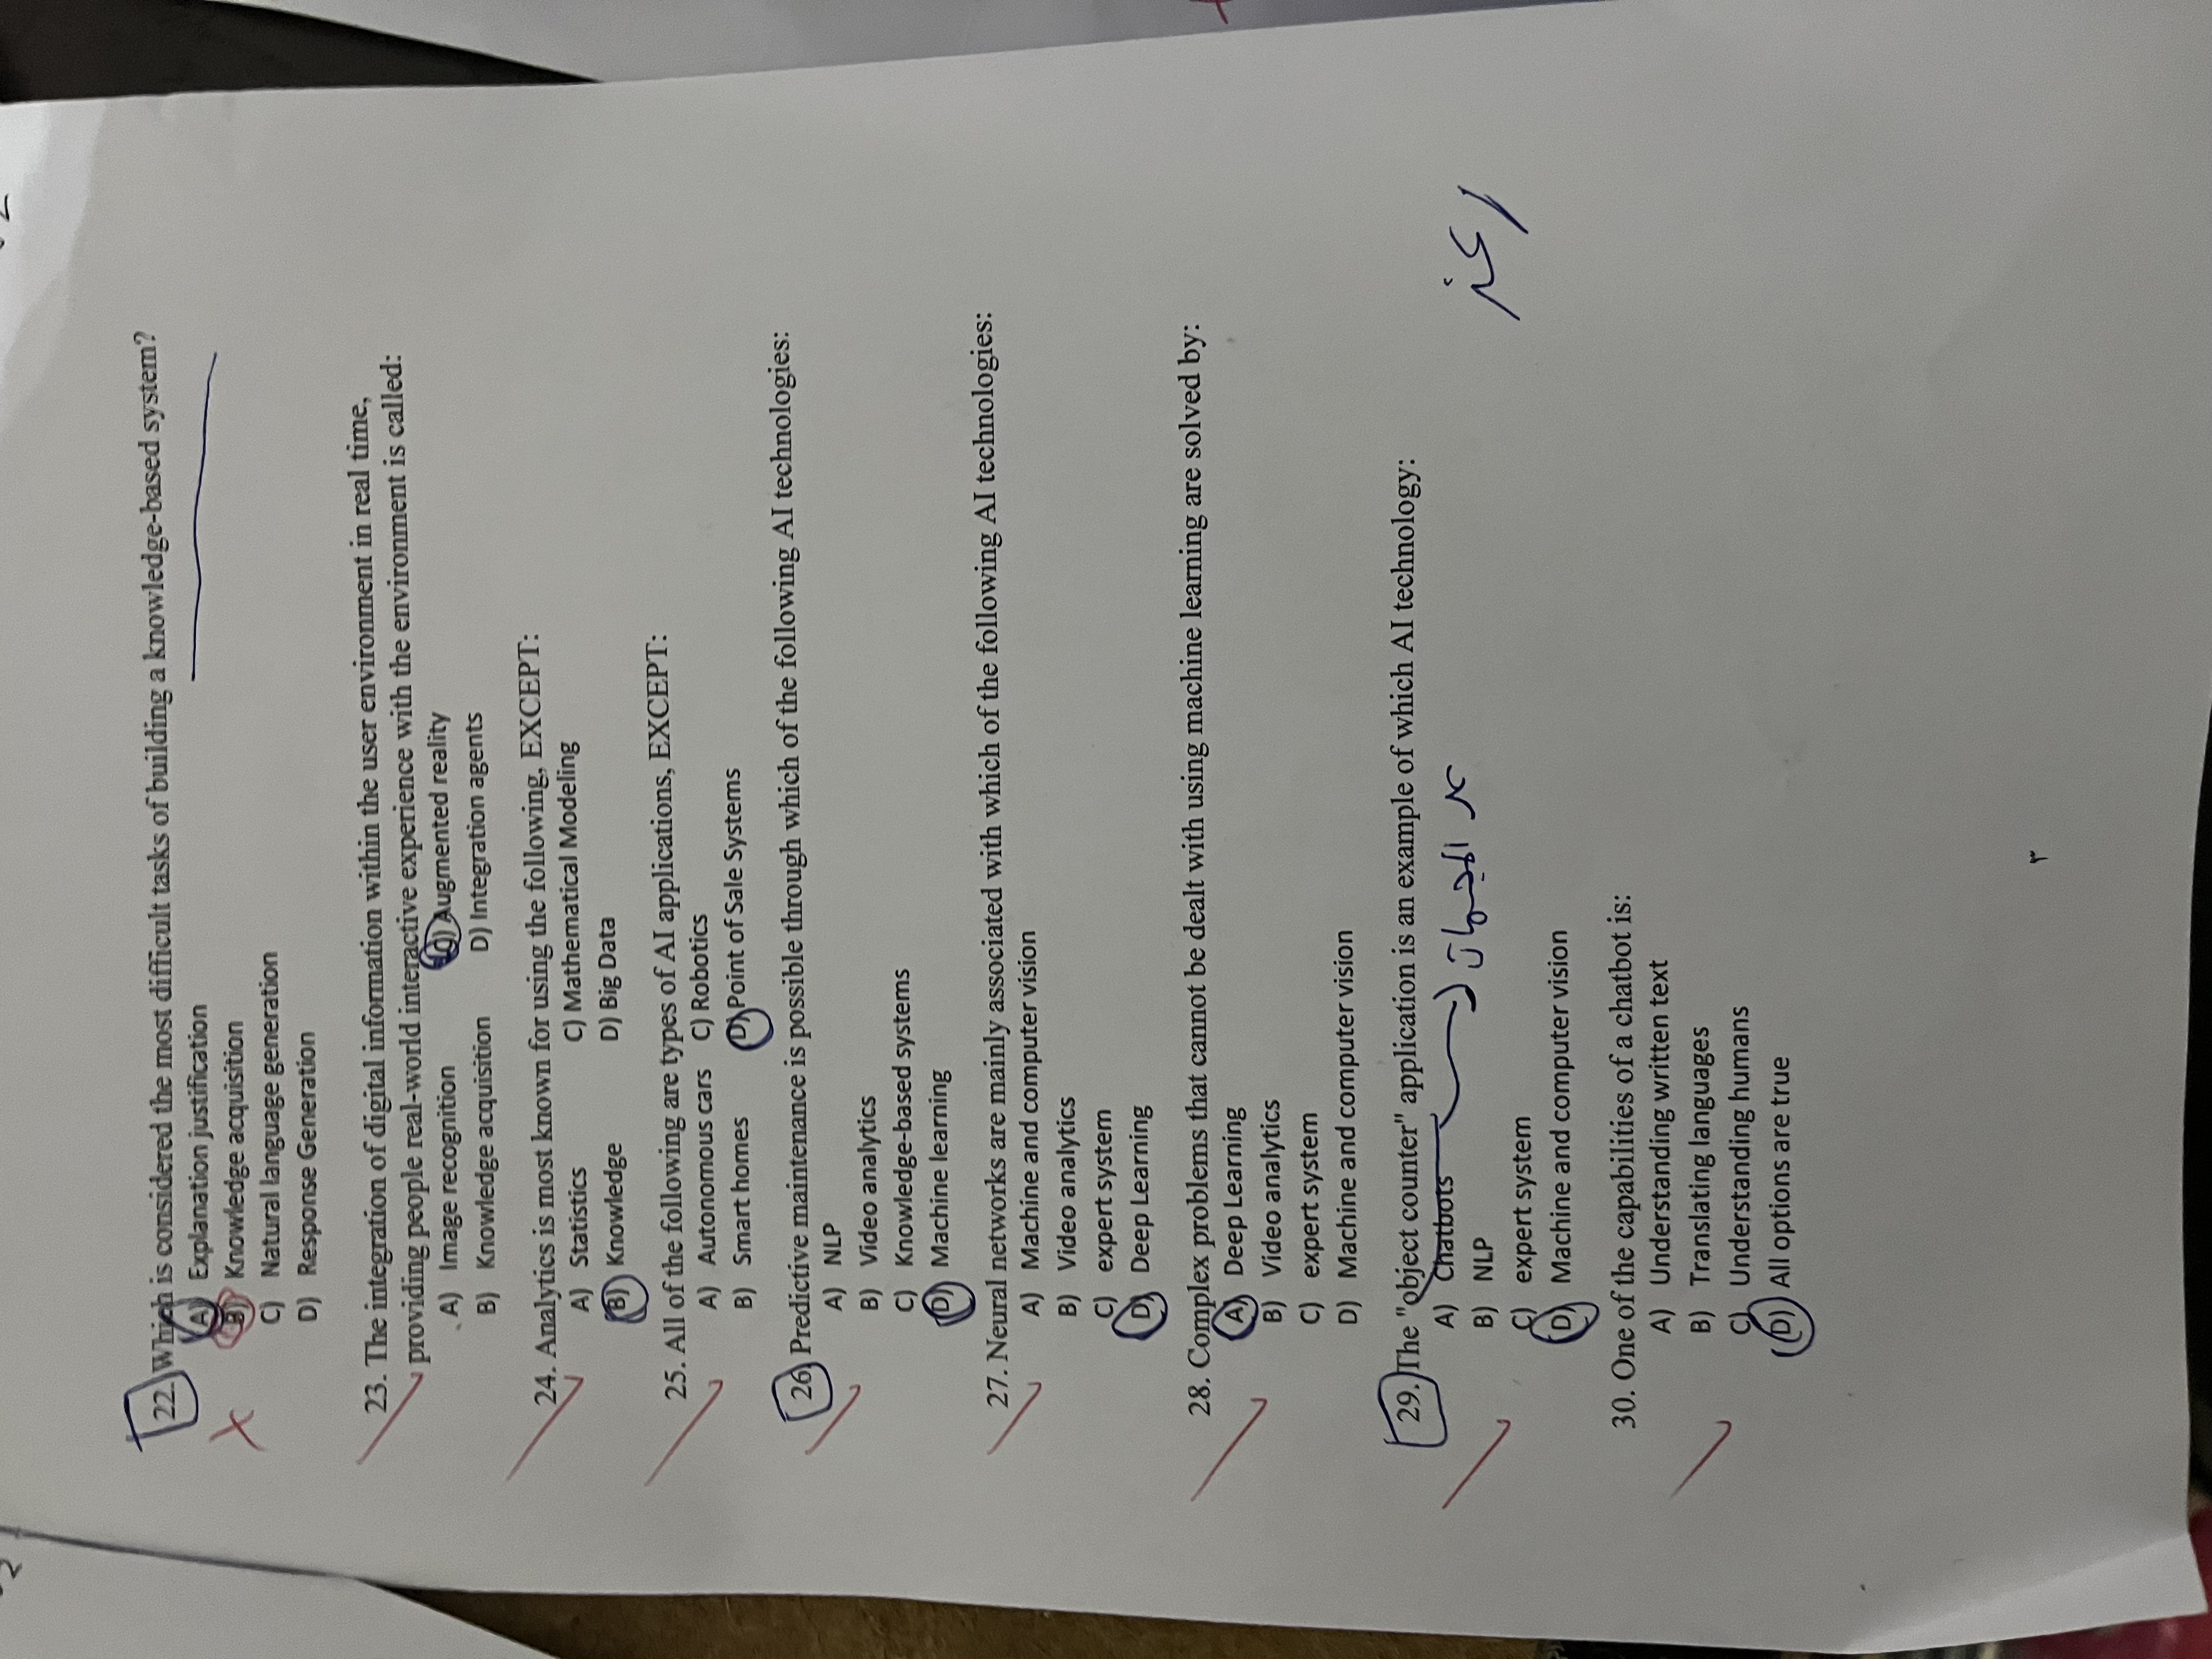 22. Which is considered the most difficult tasks of building a knowledge-based system?
A) Explanation justification
B) Knowledge acquisition
C) Natural language generation
D) Response Generation
23. The integration of digital information within the user environment in real time,
providing people real-world interactive experience with the environment is called:
A) Image recognition C) Augmented reality
B) Knowledge acquisition D) Integration agents
24. Analytics is most known for using the following, EXCEPT:
A) Statistics C) Mathematical Modeling
B) Knowledge D) Big Data
25. All of the following are types of AI applications, EXCEPT:
A) Autonomous cars C) Robotics
B) Smart homes D) Point of Sale Systems
26. Predictive maintenance is possible through which of the following AI technologies:
A) NLP
B) Video analytics
C) Knowledge-based systems
D) Machine learning
27. Neural networks are mainly associated with which of the following AI technologies:
A) Machine and computer vision
B) Video analytics
C) expert system
D) Deep Learning
28. Complex problems that cannot be dealt with using machine learning are solved by:
A) Deep Learning
B) Video analytics
C) expert system
D) Machine and computer vision
29. The "object counter" application is an example of which AI technology:
A) Chatbots
B) NLP
C) expert system
D) Machine and computer vision
30. One of the capabilities of a chatbot is:
A) Understanding written text
B) Translating languages
C) Understanding humans
D) All options are true
٣